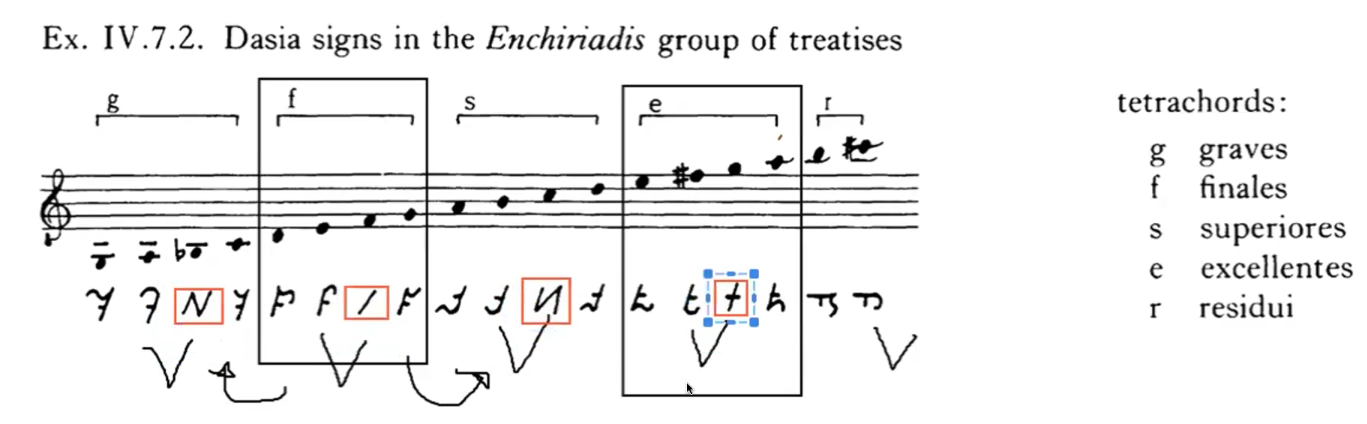 Ex. IV.7.2. Dasia signs in the Enchiriadis group of treatises
g f s e r
tetrachords:
g graves
f finales
s superiores
e excellentes
r residui